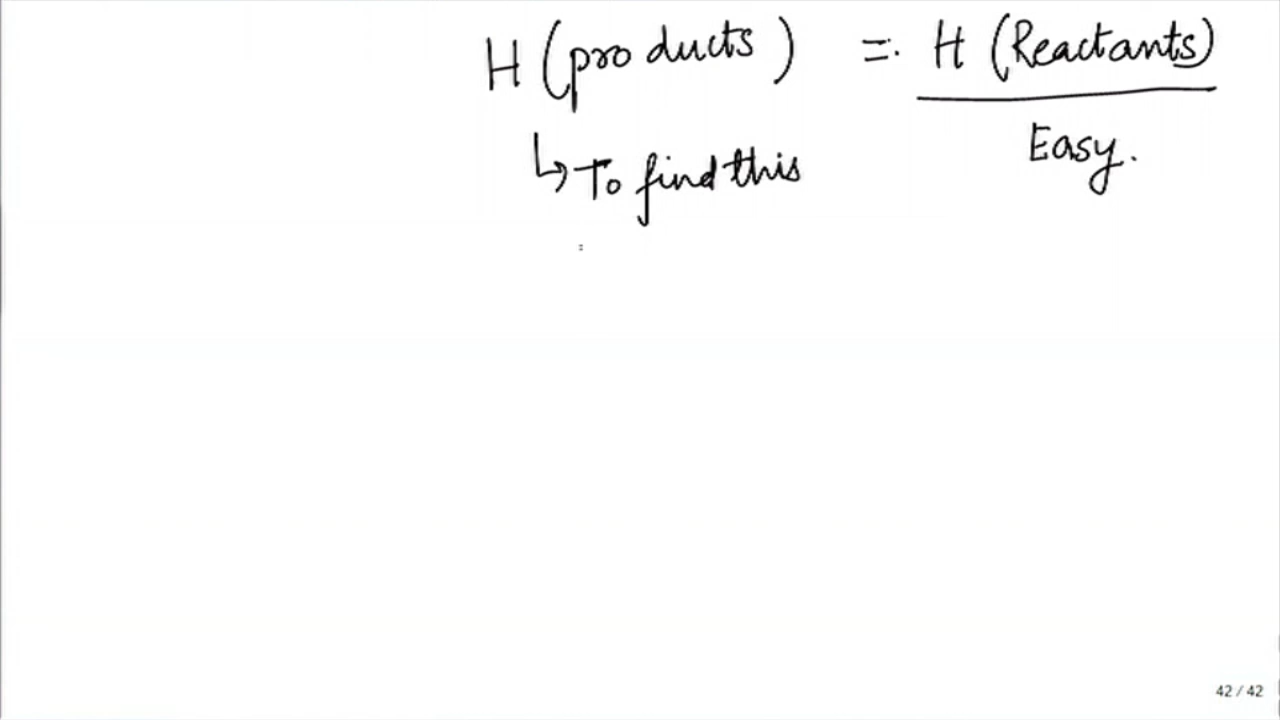 H (products) = H (Reactants)
↳ To find this Easy.
42 / 42